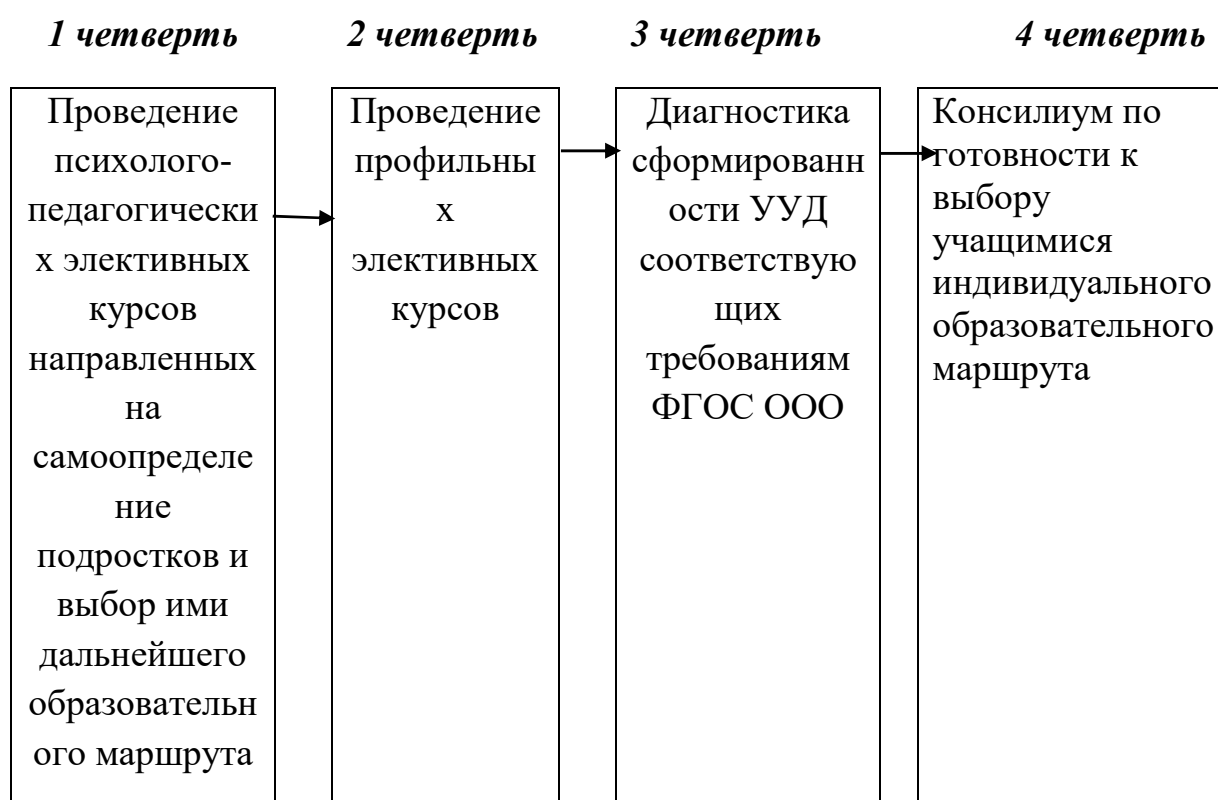 1 четверть 2 четверть 3 четверть 4 четверть
Проведение
психолого-
педагогически
х элективных
курсов
направленных
на
самоопределе
ние
подростков и
выбор ими
дальнейшего
образовательн
ого маршрута
Проведение
профильны
х
элективных
курсов
Диагностика
сформированн
ости УУД
соответствую
щих
требованиям
ФГОС ООО
Консилиум по
готовности к
выбору
учащимися
индивидуального
образовательного
маршрута